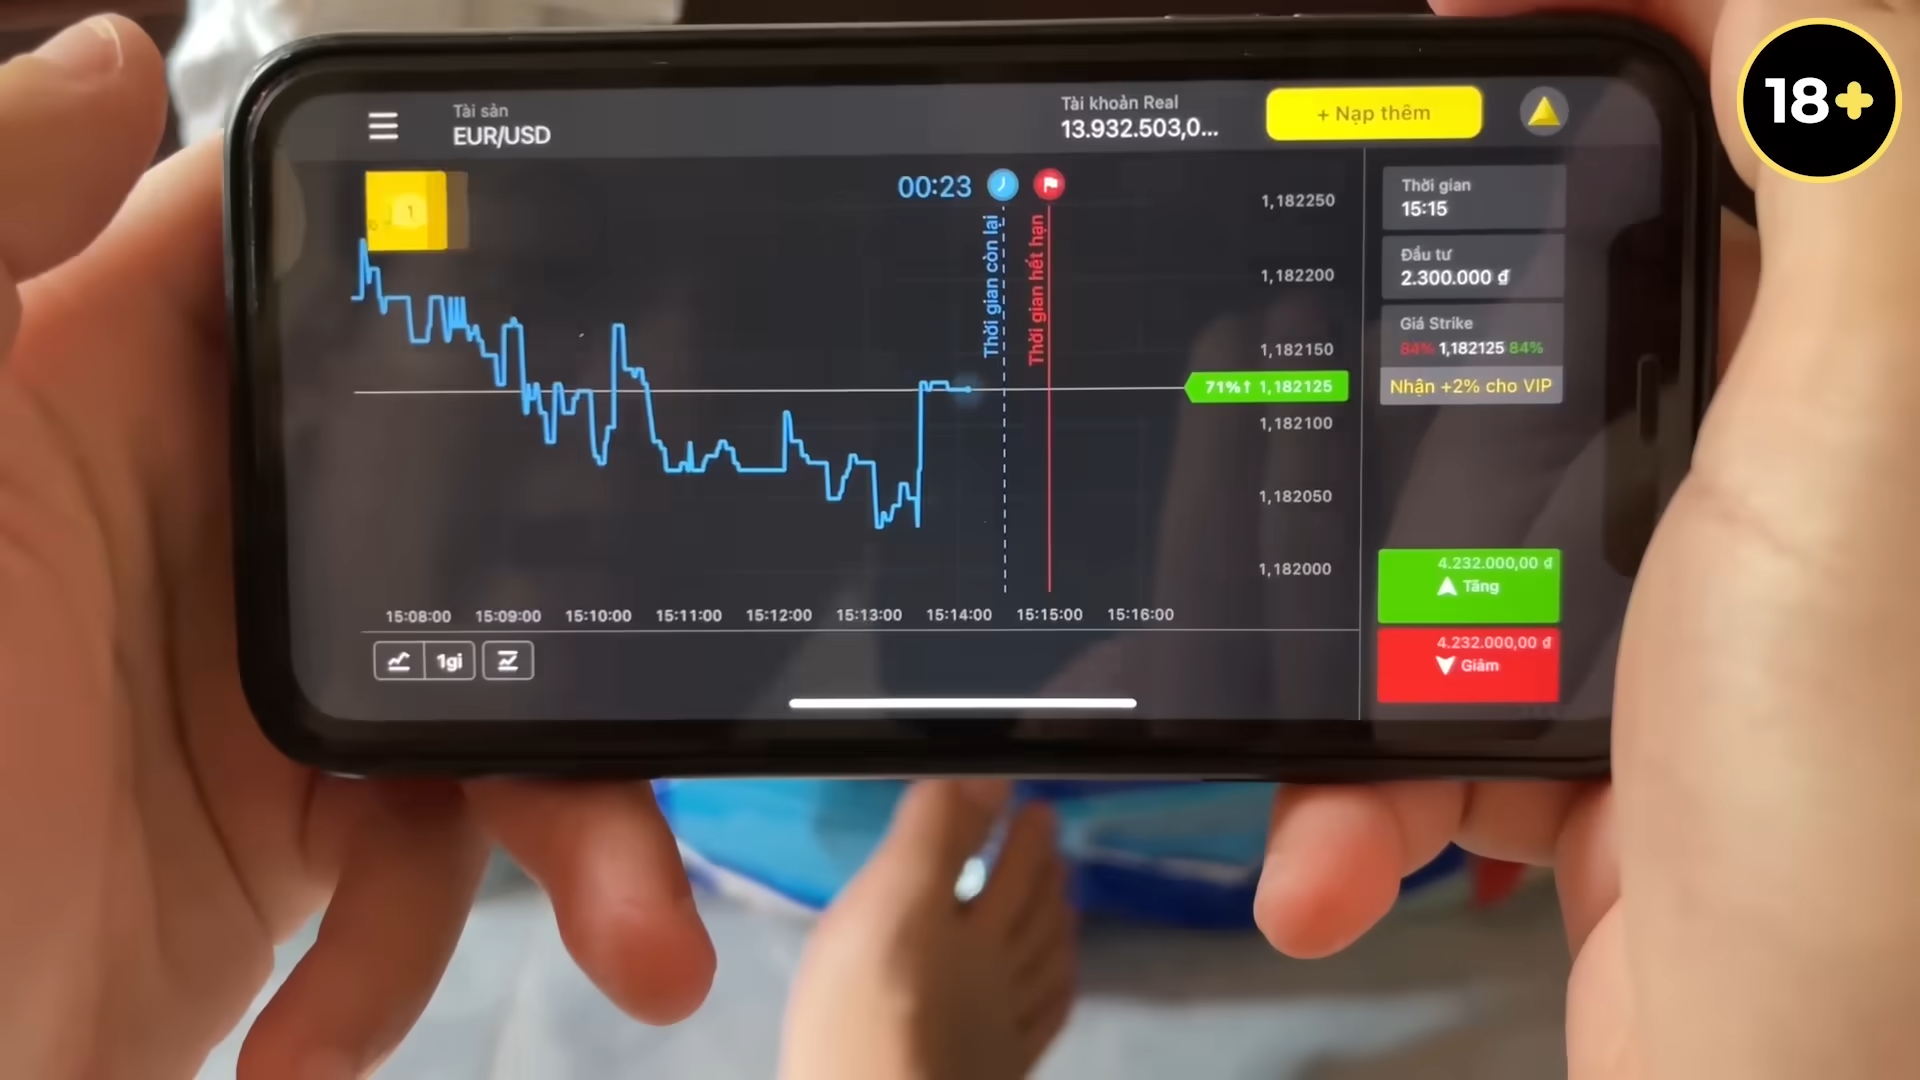 18+
Tài sản
EUR/USD
Tài khoản Real
13.932.503,0...
+ Nạp thêm
1
00:23
Thời gian còn lại
Thời gian hết hạn
1,182250
1,182200
1,182150
71%↑ 1,182125
1,182100
1,182050
1,182000
15:08:00 15:09:00 15:10:00 15:11:00 15:12:00 15:13:00 15:14:00 15:15:00 15:16:00
1gi
Thời gian
15:15
Đầu tư
2.300.000 đ
Giá Strike
84% 1,182125 84%
Nhận +2% cho VIP
4.232.000,00 đ
Tăng
4.232.000,00 đ
Giảm